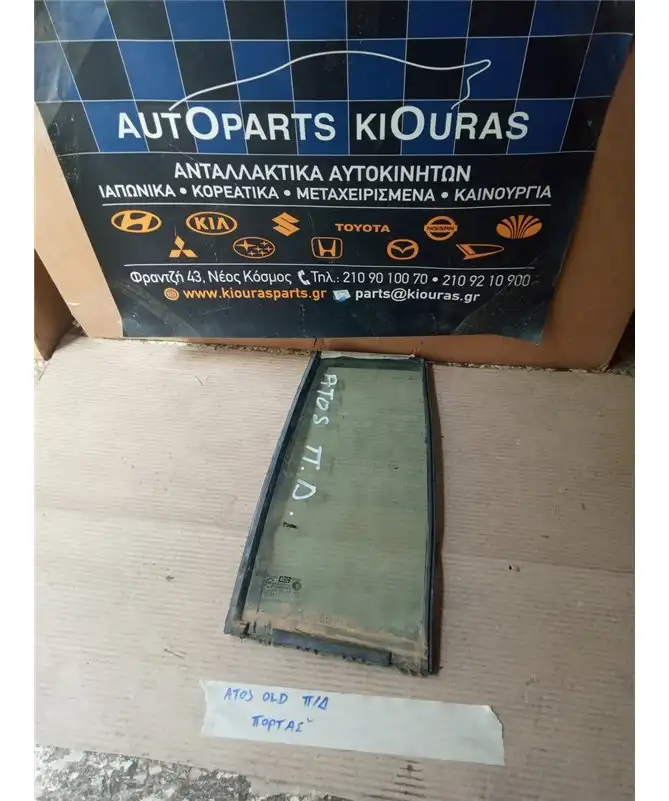 AUTOPARTS KIOURAS
ΑΝΤΑΛΛΑΚΤΙΚΑ ΑΥΤΟΚΙΝΗΤΩΝ
ΙΑΠΩΝΙΚΑ • ΚΟΡΕΑΤΙΚΑ • ΜΕΤΑΧΕΙΡΙΣΜΕΝΑ • ΚΑΙΝΟΥΡΓΙΑ
KIA TOYOTA NISSAN
Φραντζή 43, Νέος Κόσμος Τηλ.: 210 90 100 70 • 210 92 10 900
www.kiourasparts.gr parts@kiouras.gr
ATOS Π.Δ.
ATOS OLD Π/Δ
ΠΟΡΤΑΣ